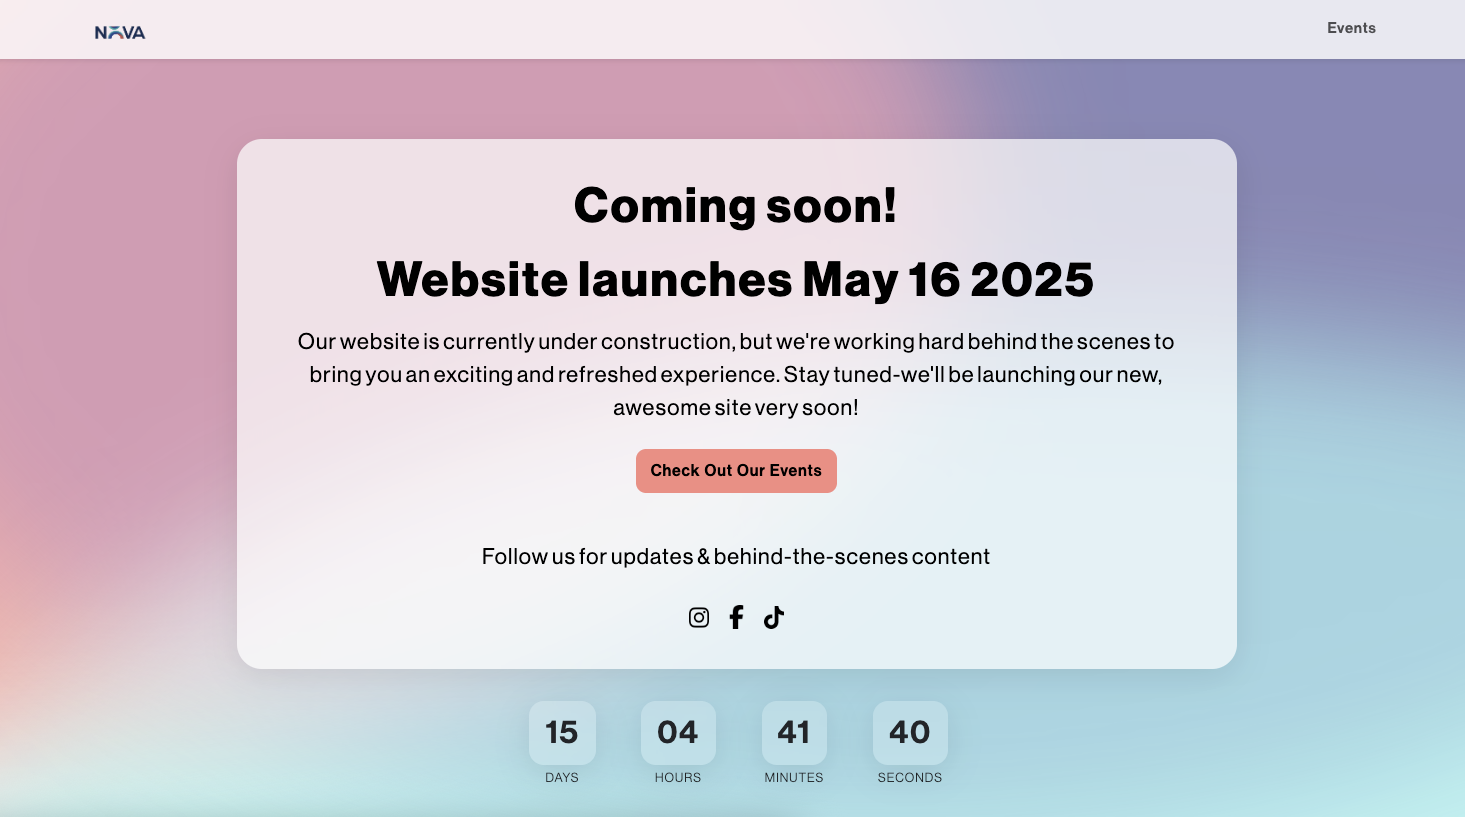 NOVA
Events
Coming soon!
Website launches May 16 2025
Our website is currently under construction, but we're working hard behind the scenes to
bring you an exciting and refreshed experience. Stay tuned-we'll be launching our new,
awesome site very soon!
Check Out Our Events
Follow us for updates & behind-the-scenes content
15 04 41 40
DAYS HOURS MINUTES SECONDS